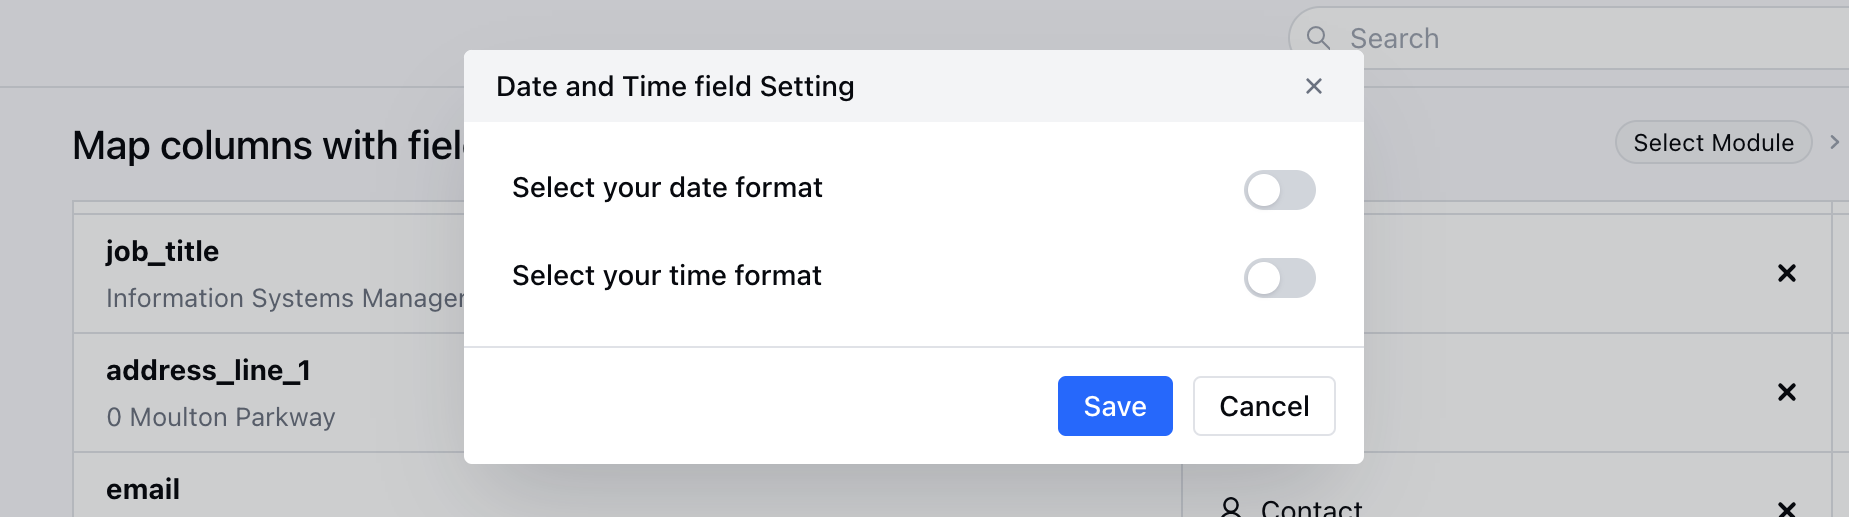 Search
Date and Time field Setting
Map columns with fiel
Select Module
Select your date format
job_title
Information Systems Manager
Select your time format
address_line_1
0 Moulton Parkway
Save
Cancel
email
Contact